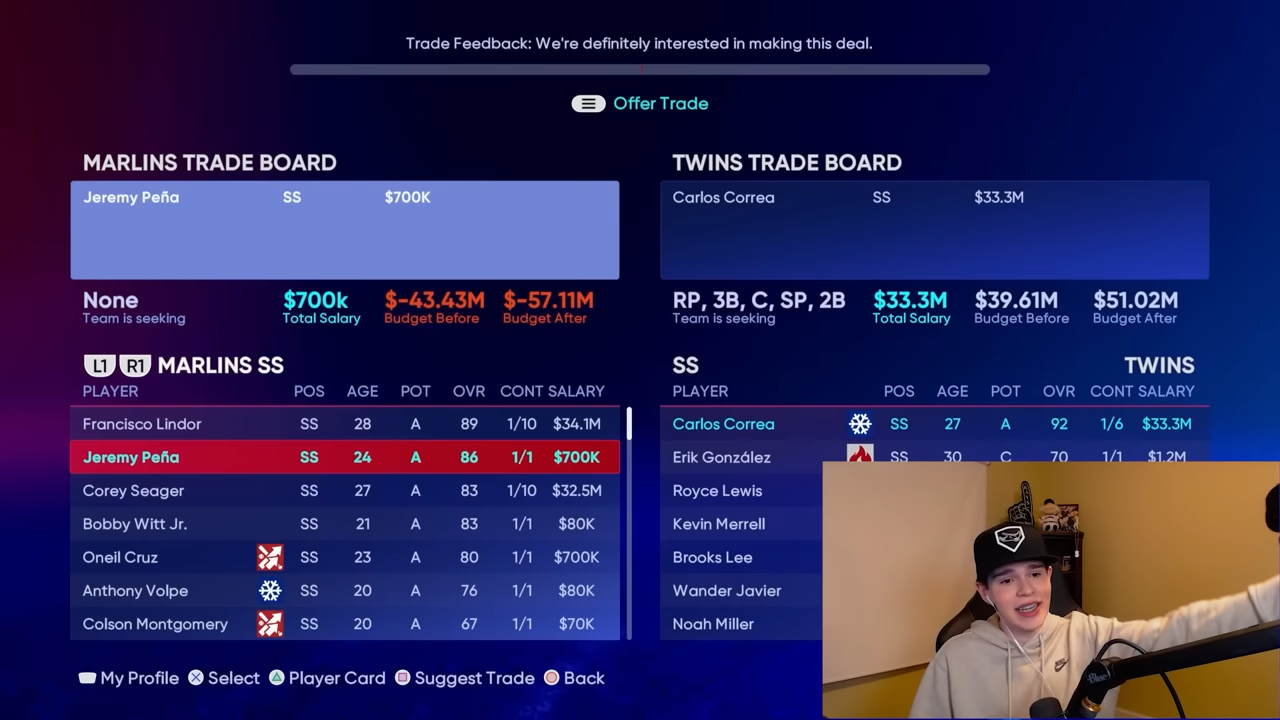 Trade Feedback: We're definitely interested in making this deal.
Offer Trade
MARLINS TRADE BOARD
Jeremy Peña SS $700K
None $700k $-43.43M $-57.11M
Team is seeking Total Salary Budget Before Budget After
TWINS TRADE BOARD
Carlos Correa SS $33.3M
RP, 3B, C, SP, 2B $33.3M $39.61M $51.02M
Team is seeking Total Salary Budget Before Budget After
L1 R1 MARLINS SS
PLAYER POS AGE POT OVR CONT SALARY
Francisco Lindor SS 28 A 89 1/10 $34.1M
Jeremy Peña SS 24 A 86 1/1 $700K
Corey Seager SS 27 A 83 1/10 $32.5M
Bobby Witt Jr. SS 21 A 83 1/1 $80K
Oneil Cruz SS 23 A 80 1/1 $700K
Anthony Volpe SS 20 A 76 1/1 $80K
Colson Montgomery SS 20 A 67 1/1 $70K
SS TWINS
PLAYER POS AGE POT OVR CONT SALARY
Carlos Correa SS 27 A 92 1/6 $33.3M
Erik González SS 30 C 70 1/1 $1.2M
Royce Lewis
Kevin Merrell
Brooks Lee
Wander Javier
Noah Miller
My Profile Select Player Card Suggest Trade Back
Blue